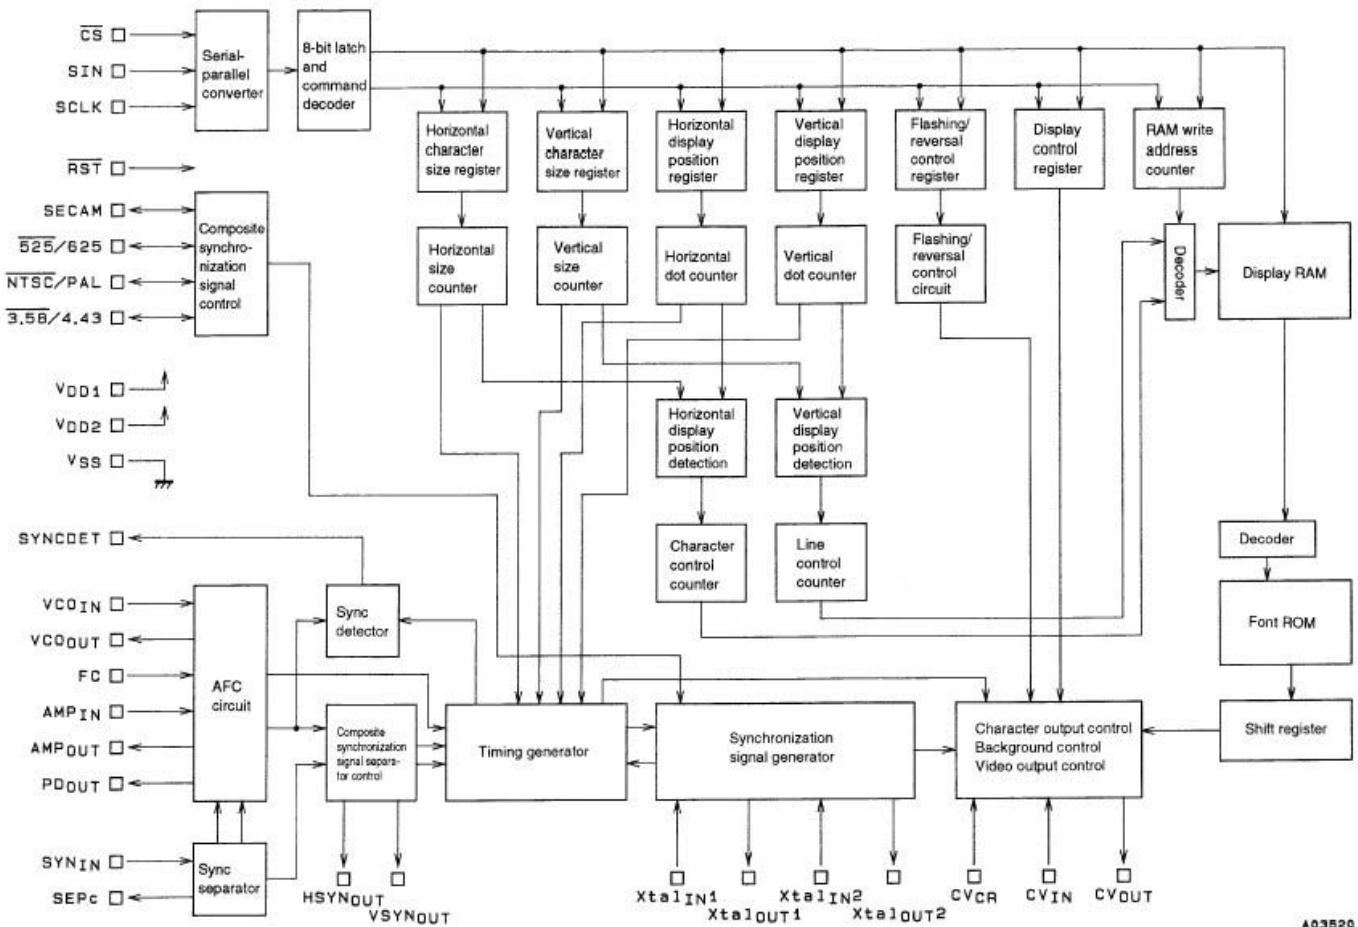 CS
SIN
SCLK
Serial-
parallel
converter
8-bit latch
and
command
decoder
RST
SECAM
525/625
NTSC/PAL
3.58/4.43
Composite
synchro-
nization
signal
control
Horizontal
character
size register
Vertical
character
size register
Horizontal
display
position
register
Vertical
display
position
register
Flashing/
reversal
control
register
Display
control
register
RAM write
address
counter
Horizontal
size
counter
Vertical
size
counter
Horizontal
dot counter
Vertical
dot counter
Flashing/
reversal
control
circuit
Decoder
Display RAM
VDD1
VDD2
VSS
Horizontal
display
position
detection
Vertical
display
position
detection
SYNCDET
Character
control
counter
Line
control
counter
Decoder
Font ROM
Shift register
VCOIN
VCOOUT
FC
AMPIN
AMPOUT
PDOUT
AFC
circuit
Sync
detector
Composite
synchronization
signal separa-
tor control
Timing generator
Synchronization
signal generator
Character output control
Background control
Video output control
SYNIN
SEPC
Sync
separator
HSYNOUT
VSYNOUT
XtalIN1
XtalOUT1
XtalIN2
XtalOUT2
CVCR
CVIN
CVOUT
A03520